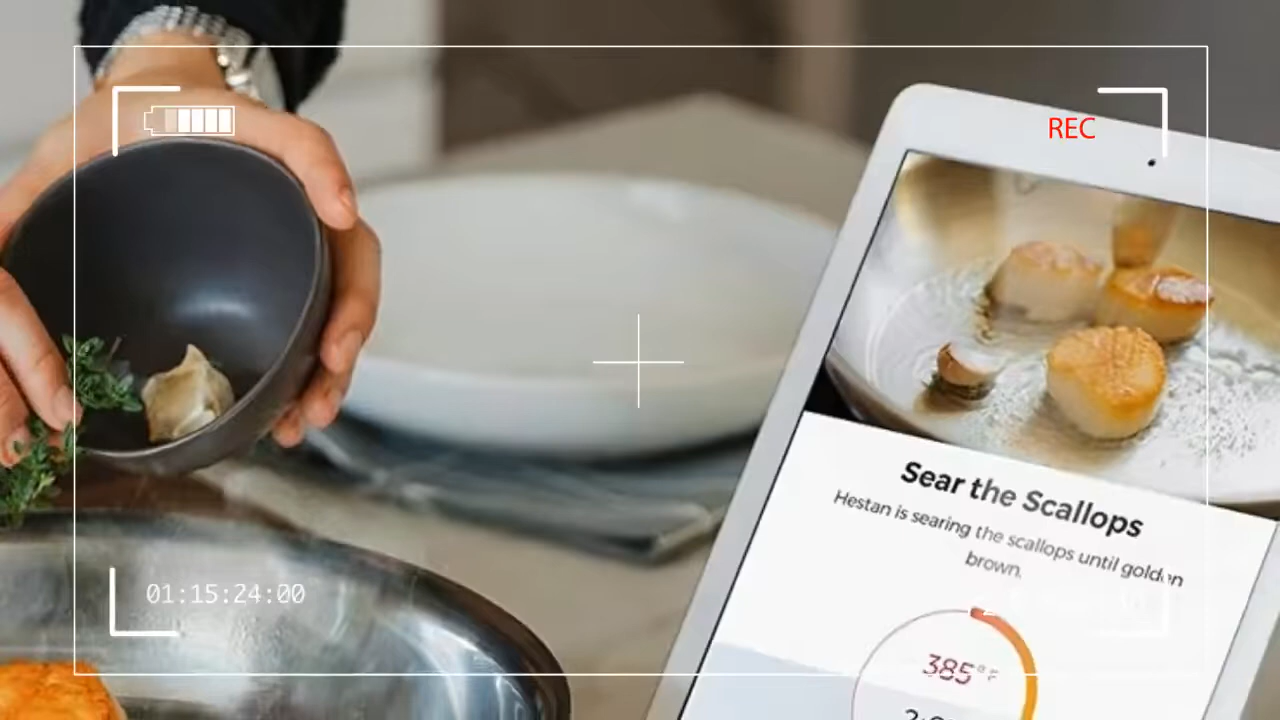 REC
Sear the Scallops
Hestan is searing the scallops until golden
brown.
385°F
01:15:24:00